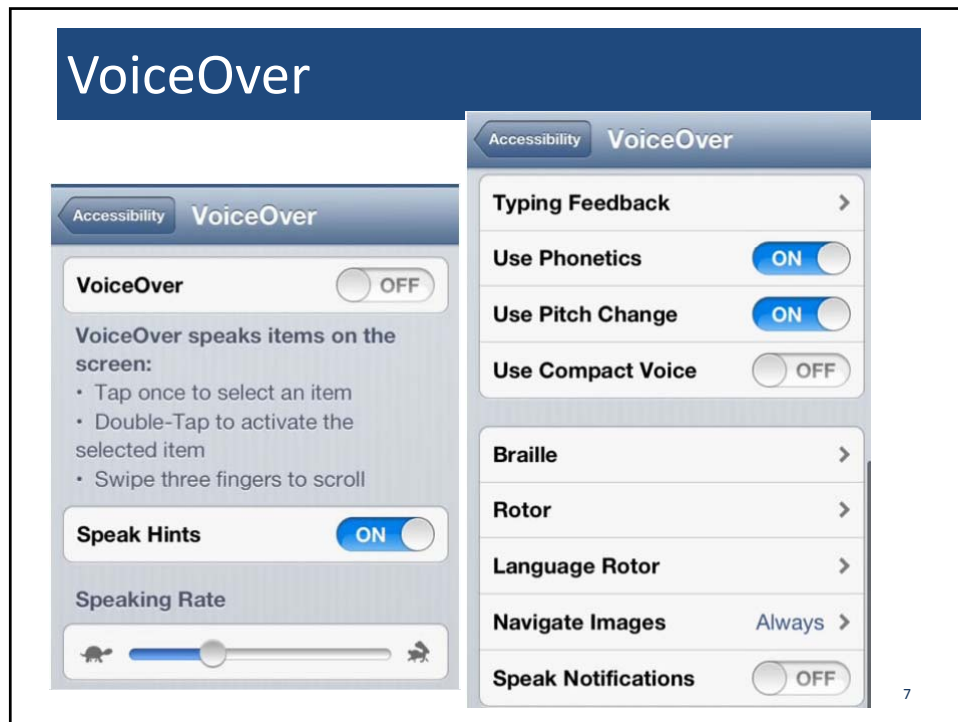 VoiceOver
Accessibility VoiceOver
VoiceOver OFF
VoiceOver speaks items on the
screen:
• Tap once to select an item
• Double-Tap to activate the
selected item
• Swipe three fingers to scroll
Speak Hints ON
Speaking Rate
Accessibility VoiceOver
Typing Feedback
Use Phonetics ON
Use Pitch Change ON
Use Compact Voice OFF
Braille
Rotor
Language Rotor
Navigate Images Always
Speak Notifications OFF
7